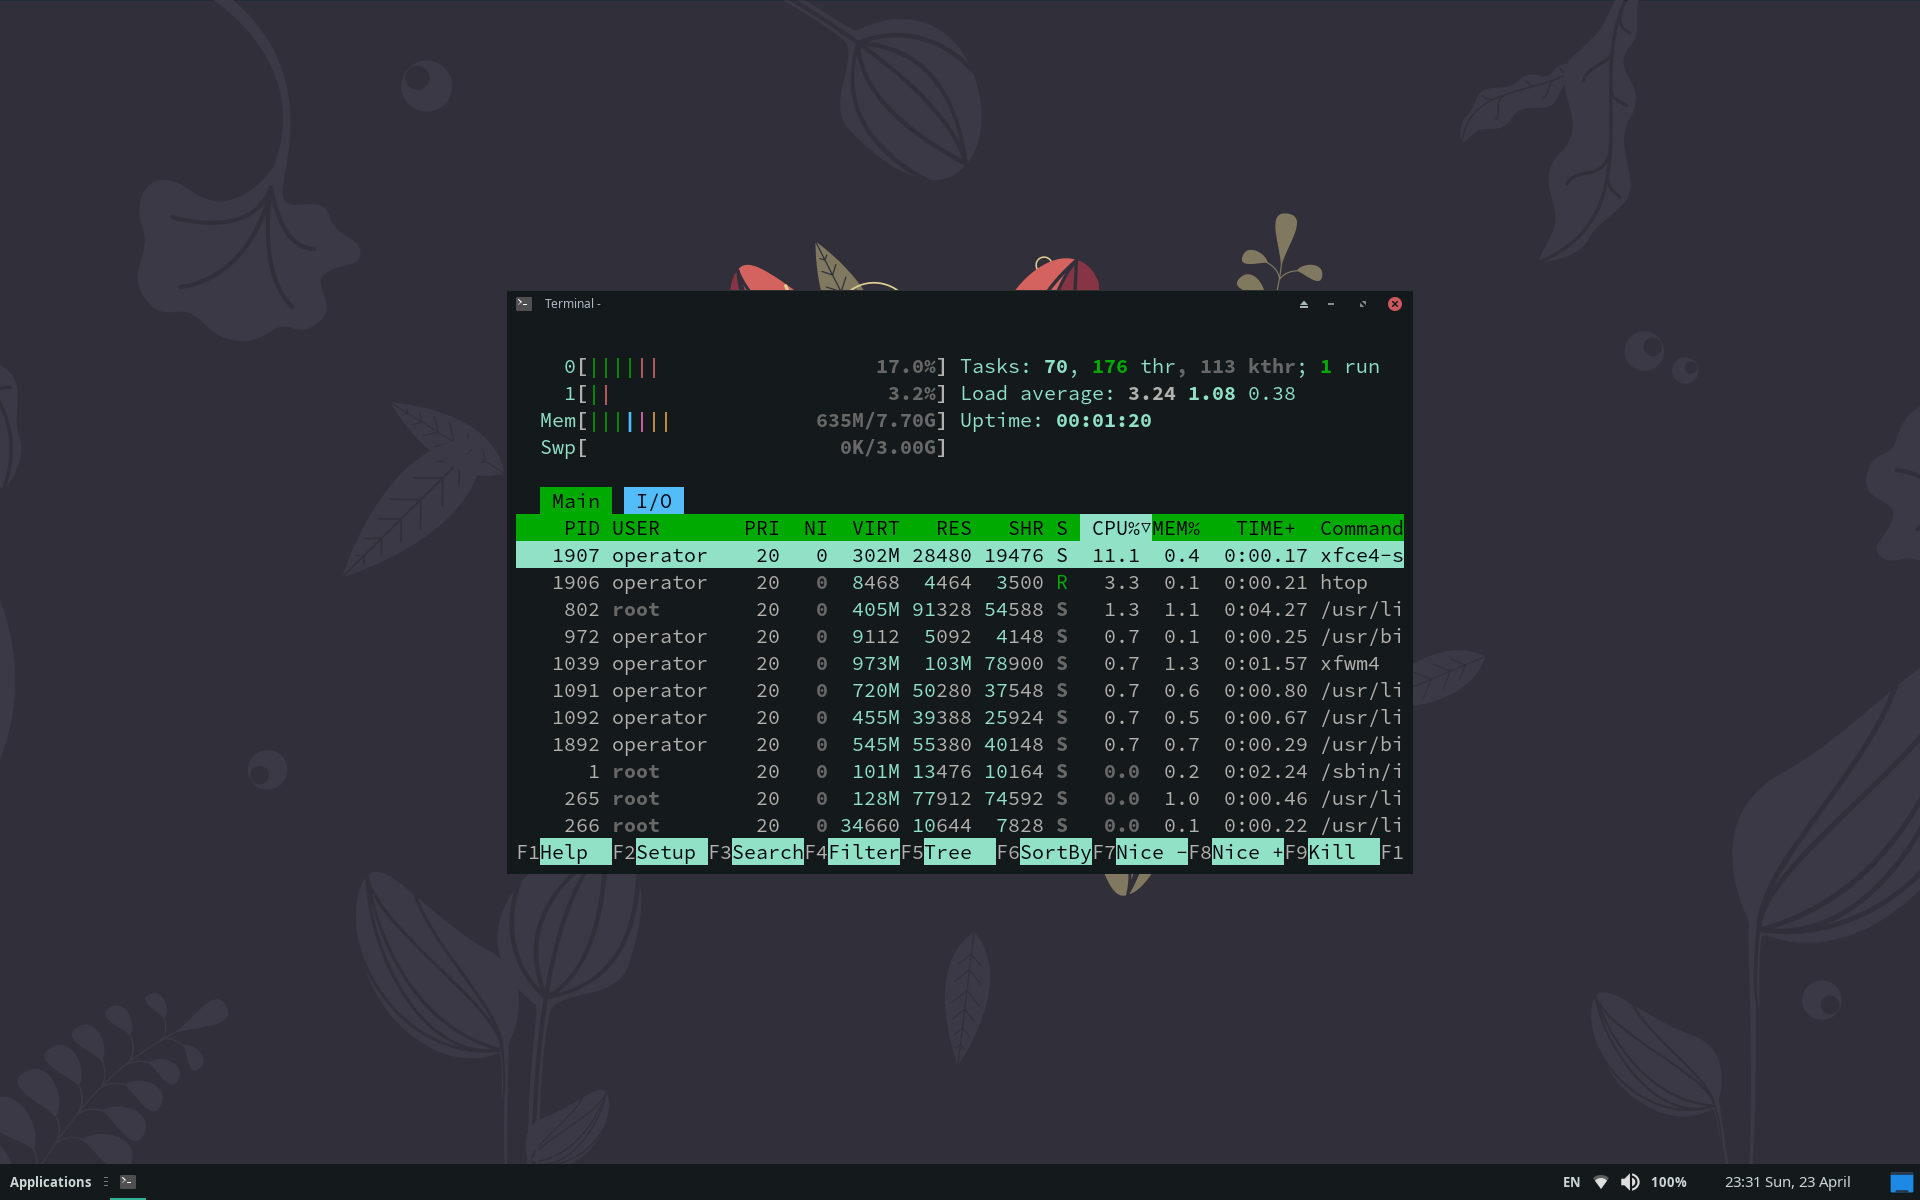 Terminal -
0[|||||| 17.0%] Tasks: 70, 176 thr, 113 kthr; 1 run
1[|| 3.2%] Load average: 3.24 1.08 0.38
Mem[||||||| 635M/7.70G] Uptime: 00:01:20
Swp[ 0K/3.00G]
Main I/O
PID USER PRI NI VIRT RES SHR S CPU%▽MEM% TIME+ Command
1907 operator 20 0 302M 28480 19476 S 11.1 0.4 0:00.17 xfce4-s
1906 operator 20 0 8468 4464 3500 R 3.3 0.1 0:00.21 htop
802 root 20 0 405M 91328 54588 S 1.3 1.1 0:04.27 /usr/li
972 operator 20 0 9112 5092 4148 S 0.7 0.1 0:00.25 /usr/bi
1039 operator 20 0 973M 103M 78900 S 0.7 1.3 0:01.57 xfwm4
1091 operator 20 0 720M 50280 37548 S 0.7 0.6 0:00.80 /usr/li
1092 operator 20 0 455M 39388 25924 S 0.7 0.5 0:00.67 /usr/li
1892 operator 20 0 545M 55380 40148 S 0.7 0.7 0:00.29 /usr/bi
1 root 20 0 101M 13476 10164 S 0.0 0.2 0:02.24 /sbin/i
265 root 20 0 128M 77912 74592 S 0.0 1.0 0:00.46 /usr/li
266 root 20 0 34660 10644 7828 S 0.0 0.1 0:00.22 /usr/li
F1Help F2Setup F3SearchF4FilterF5Tree F6SortByF7Nice -F8Nice +F9Kill F1
Applications EN 100% 23:31 Sun, 23 April